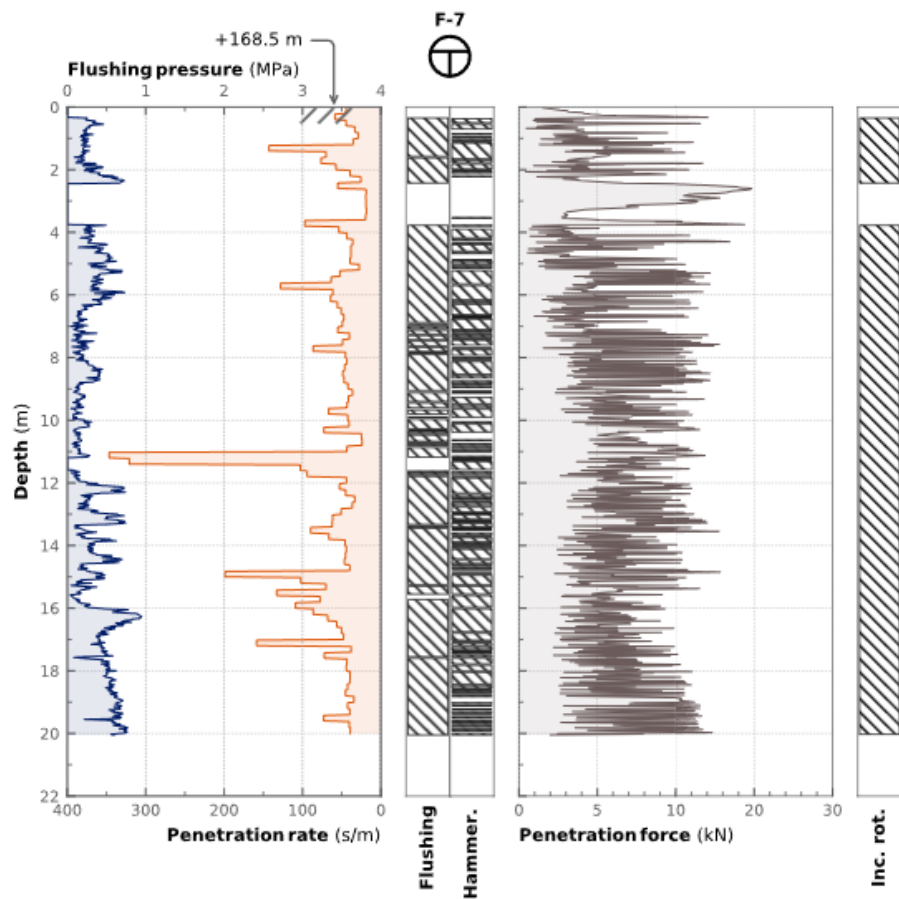 F-7
+168.5 m
Flushing pressure (MPa)
0 1 2 3 4
0
2
4
6
8
10
12
14
16
18
20
22
Depth (m)
400 300 200 100 0
Penetration rate (s/m)
Flushing
Hammer.
0 5 10 20 30
Penetration force (kN)
Inc. rot.